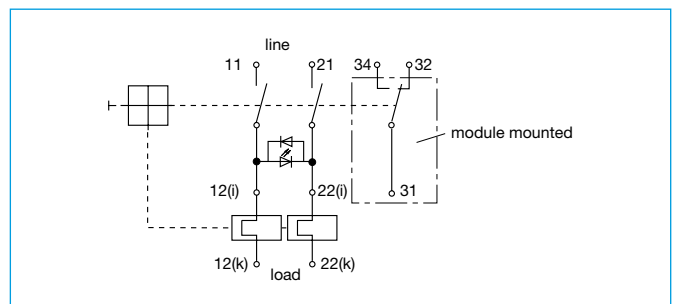 line
11 21 34 32
module mounted
12(i) 22(i) 31
12(k) 22(k)
load